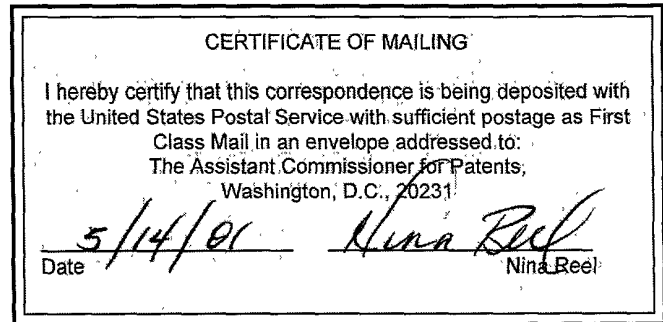 CERTIFICATE OF MAILING
I hereby certify that this correspondence is being deposited with
the United States Postal Service with sufficient postage as First
Class Mail in an envelope addressed to:
The Assistant Commissioner for Patents,
Washington, D.C., 20231
5/14/01 Nina Reel
Date Nina Reel